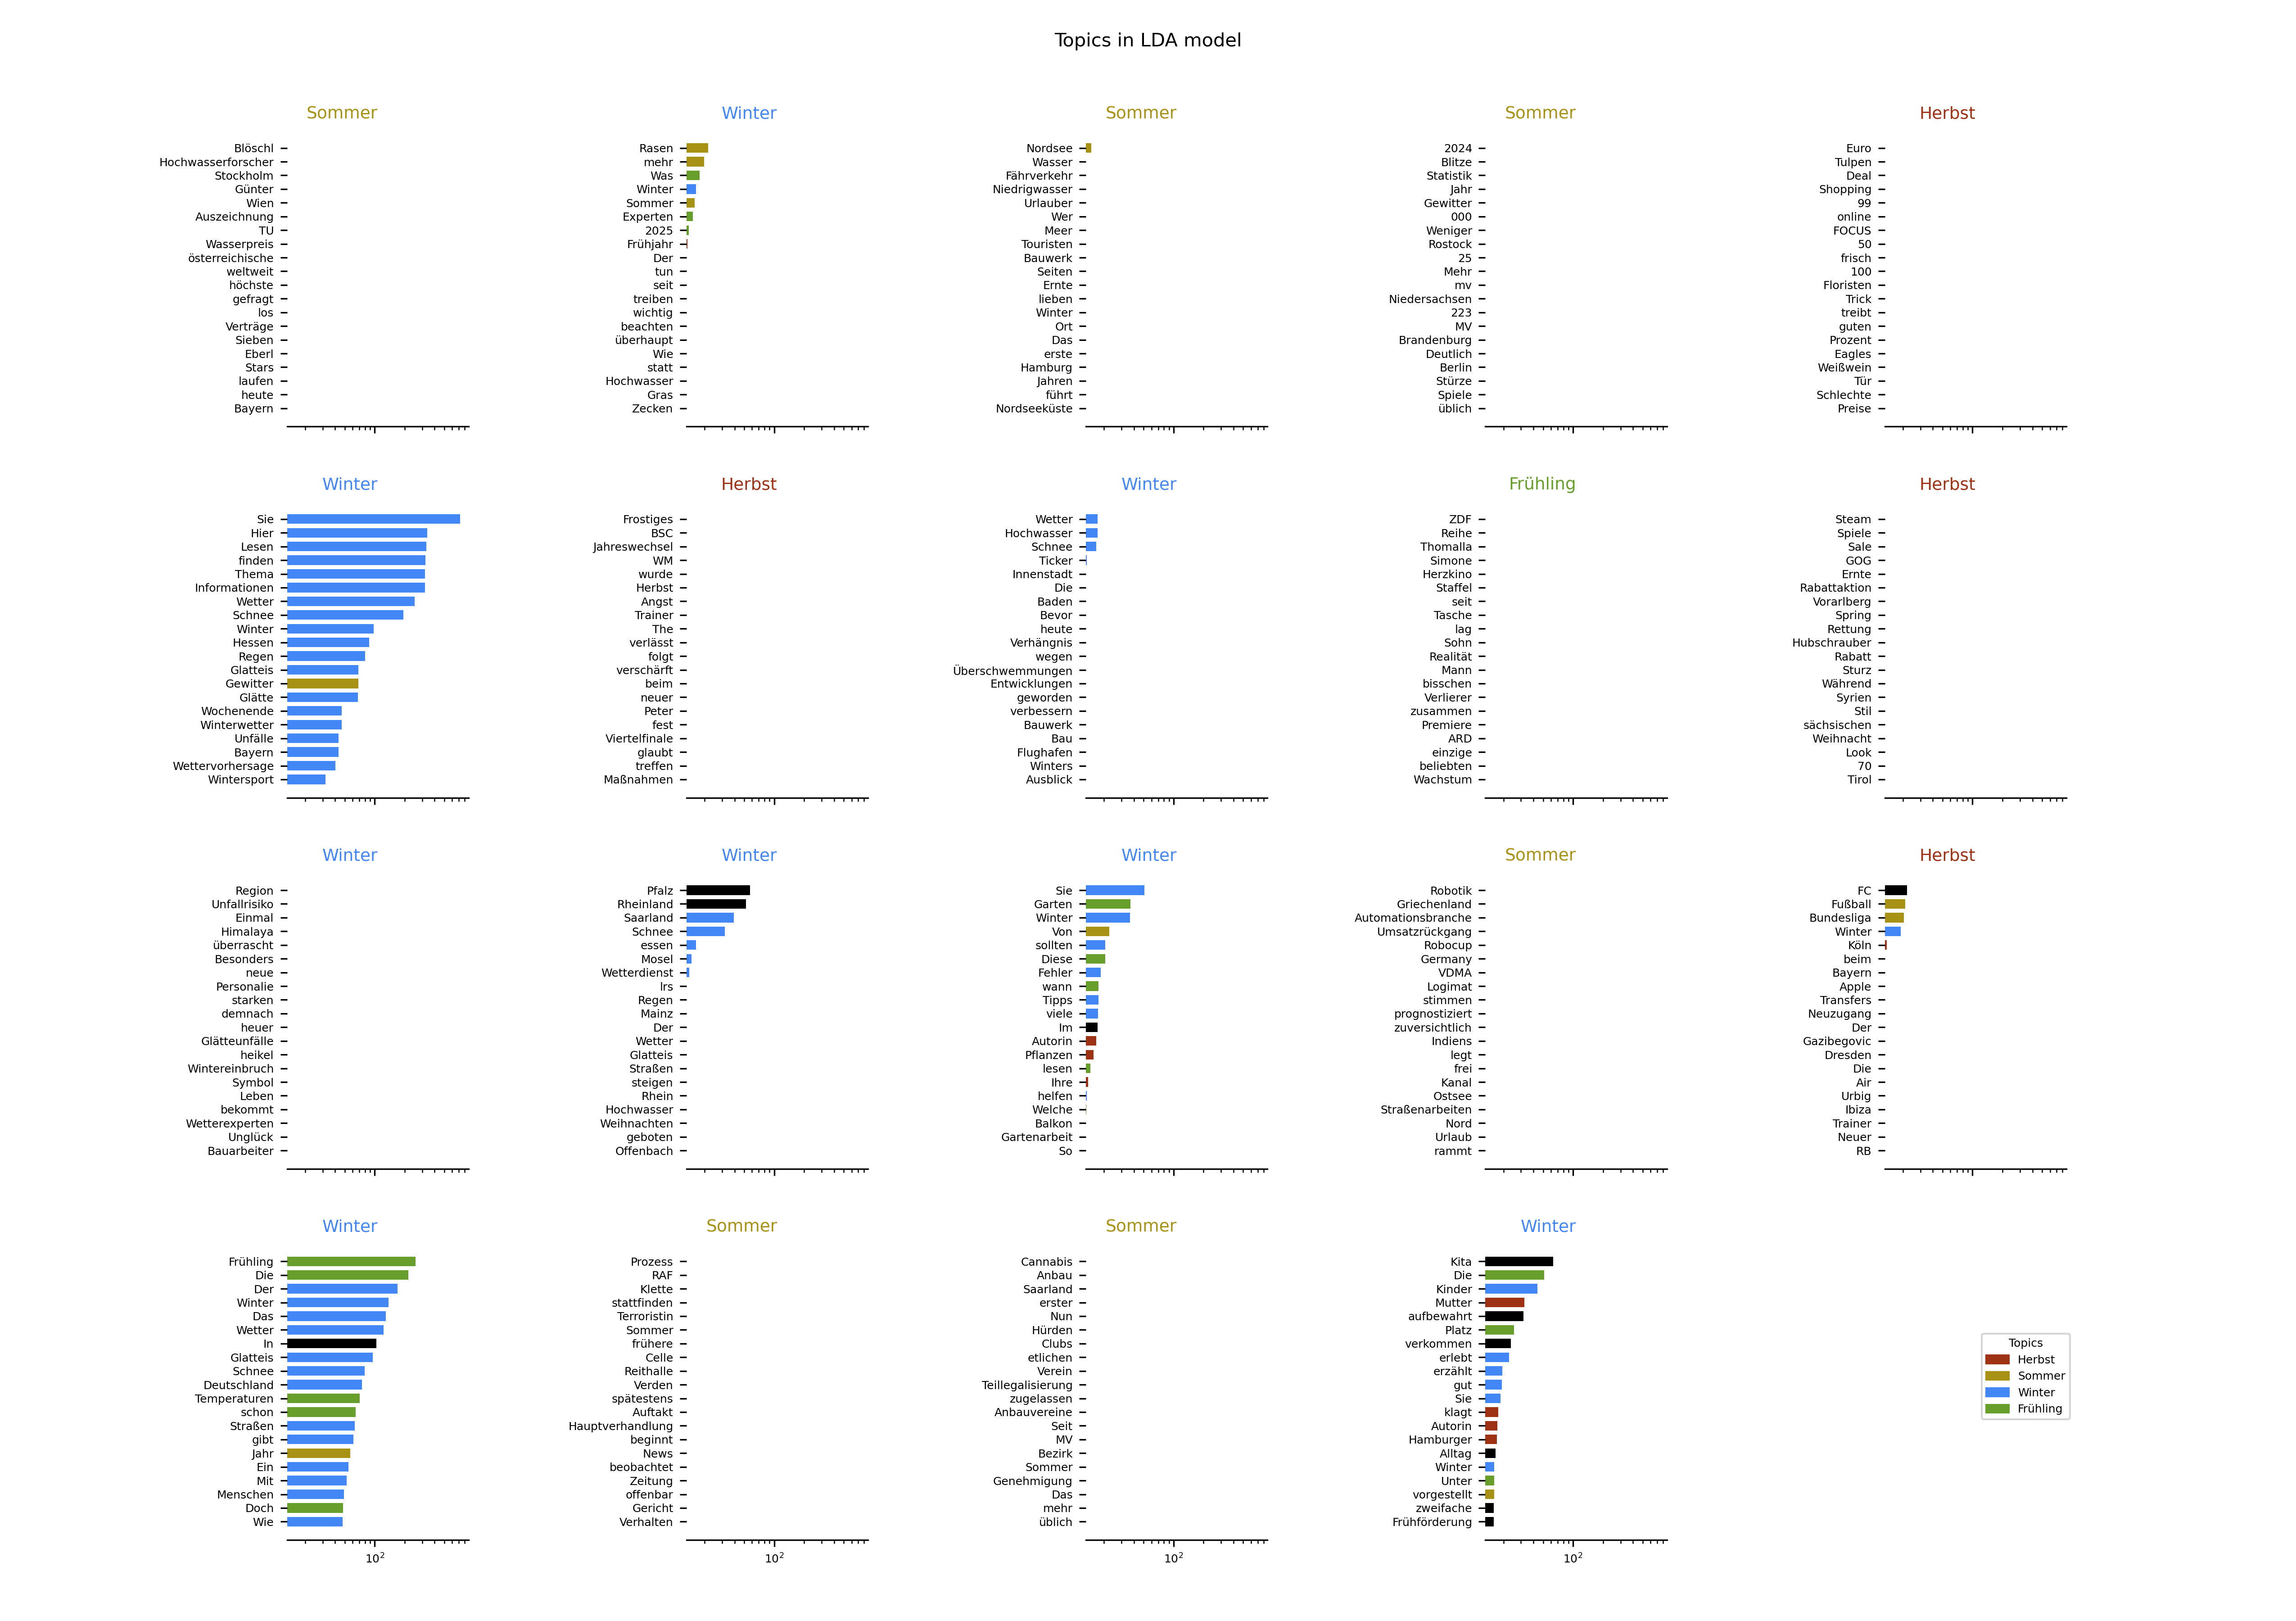 Topics in LDA model
Sommer
Blöschl
Hochwasserforscher
Stockholm
Günter
Wien
Auszeichnung
TU
Wasserpreis
österreichische
weltweit
höchste
gefragt
los
Verträge
Sieben
Eberl
Stars
laufen
heute
Bayern
Winter
Rasen
mehr
Was
Winter
Sommer
Experten
2025
Frühjahr
Der
tun
seit
treiben
wichtig
beachten
überhaupt
Wie
statt
Hochwasser
Gras
Zecken
Sommer
Nordsee
Wasser
Fährverkehr
Niedrigwasser
Urlauber
Wer
Meer
Touristen
Bauwerk
Seiten
Ernte
lieben
Winter
Ort
Das
erste
Hamburg
Jahren
führt
Nordseeküste
Sommer
2024
Blitze
Statistik
Jahr
Gewitter
000
Weniger
Rostock
25
Mehr
mv
Niedersachsen
223
MV
Brandenburg
Deutlich
Berlin
Stürze
Spiele
üblich
Herbst
Euro
Tulpen
Deal
Shopping
99
online
FOCUS
50
frisch
100
Floristen
Trick
treibt
guten
Prozent
Eagles
Weißwein
Tür
Schlechte
Preise
Winter
Sie
Hier
Lesen
finden
Thema
Informationen
Wetter
Schnee
Winter
Hessen
Regen
Glatteis
Gewitter
Glätte
Wochenende
Winterwetter
Unfälle
Bayern
Wettervorhersage
Wintersport
Herbst
Frostiges
BSC
Jahreswechsel
WM
wurde
Herbst
Angst
Trainer
The
verlässt
folgt
verschärft
beim
neuer
Peter
fest
Viertelfinale
glaubt
treffen
Maßnahmen
Winter
Wetter
Hochwasser
Schnee
Ticker
Innenstadt
Die
Baden
Bevor
heute
Verhängnis
wegen
Überschwemmungen
Entwicklungen
geworden
verbessern
Bauwerk
Bau
Flughafen
Winters
Ausblick
Frühling
ZDF
Reihe
Thomalla
Simone
Herzkino
Staffel
seit
Tasche
lag
Sohn
Realität
Mann
bisschen
Verlierer
zusammen
Premiere
ARD
einzige
beliebten
Wachstum
Herbst
Steam
Spiele
Sale
GOG
Ernte
Rabattaktion
Vorarlberg
Spring
Rettung
Hubschrauber
Rabatt
Sturz
Während
Syrien
Stil
sächsischen
Weihnacht
Look
70
Tirol
Winter
Region
Unfallrisiko
Einmal
Himalaya
überrascht
Besonders
neue
Personalie
starken
demnach
heuer
Glätteunfälle
heikel
Wintereinbruch
Symbol
Leben
bekommt
Wetterexperten
Unglück
Bauarbeiter
Winter
Pfalz
Rheinland
Saarland
Schnee
essen
Mosel
Wetterdienst
Irs
Regen
Mainz
Der
Wetter
Glatteis
Straßen
steigen
Rhein
Hochwasser
Weihnachten
geboten
Offenbach
Winter
Sie
Garten
Winter
Von
sollten
Diese
Fehler
wann
Tipps
viele
Im
Autorin
Pflanzen
lesen
Ihre
helfen
Welche
Balkon
Gartenarbeit
So
Sommer
Robotik
Griechenland
Automationsbranche
Umsatzrückgang
Robocup
Germany
VDMA
Logimat
stimmen
prognostiziert
zuversichtlich
Indiens
legt
frei
Kanal
Ostsee
Straßenarbeiten
Nord
Urlaub
rammt
Herbst
FC
Fußball
Bundesliga
Winter
Köln
beim
Bayern
Apple
Transfers
Neuzugang
Der
Gazibegovic
Dresden
Die
Air
Urbig
Ibiza
Trainer
Neuer
RB
Winter
Frühling
Die
Der
Winter
Das
Wetter
In
Glatteis
Schnee
Deutschland
Temperaturen
schon
Straßen
gibt
Jahr
Ein
Mit
Menschen
Doch
Wie
10²
Sommer
Prozess
RAF
Klette
stattfinden
Terroristin
Sommer
frühere
Celle
Reithalle
Verden
spätestens
Auftakt
Hauptverhandlung
beginnt
News
beobachtet
Zeitung
offenbar
Gericht
Verhalten
10²
Sommer
Cannabis
Anbau
Saarland
erster
Nun
Hürden
Clubs
etlichen
Verein
Teillegalisierung
zugelassen
Anbauvereine
Seit
MV
Bezirk
Sommer
Genehmigung
Das
mehr
üblich
10²
Winter
Kita
Die
Kinder
Mutter
aufbewahrt
Platz
verkommen
erlebt
erzählt
gut
Sie
klagt
Autorin
Hamburger
Alltag
Winter
Unter
vorgestellt
zweifache
Frühförderung
10²
Topics
Herbst
Sommer
Winter
Frühling